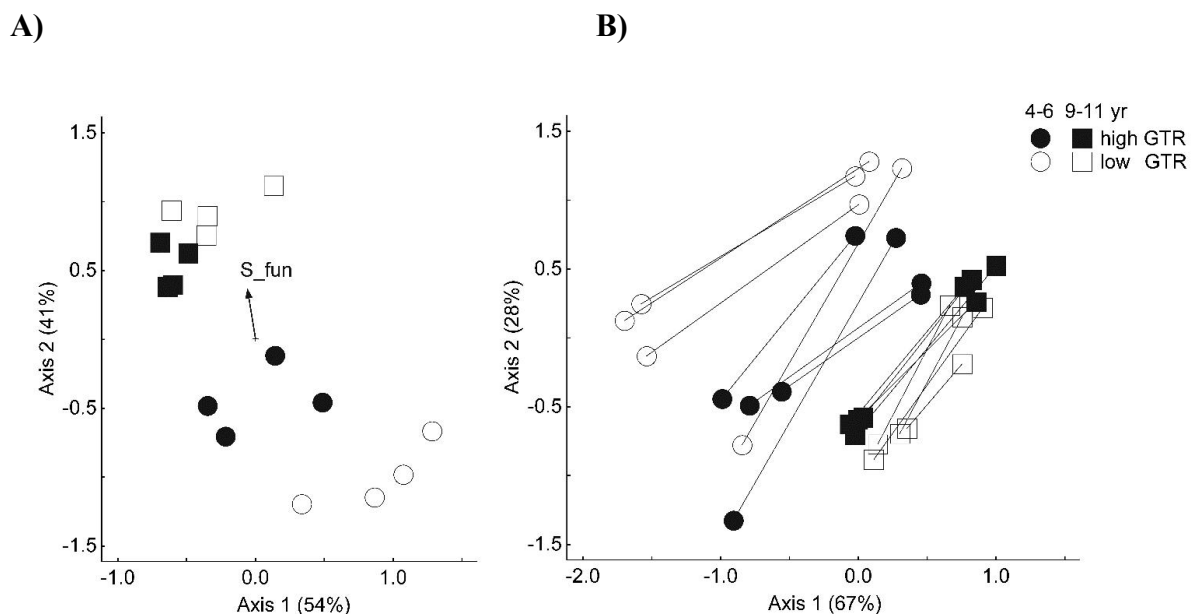 A)
B)
4-6 9-11 yr
high GTR
low GTR
1.5
0.5
-0.5
-1.5
Axis 2 (41%)
S_fun
-1.0
0.0
1.0
Axis 1 (54%)
1.5
0.5
-0.5
-1.5
Axis 2 (28%)
-2.0
-1.0
0.0
1.0
Axis 1 (67%)